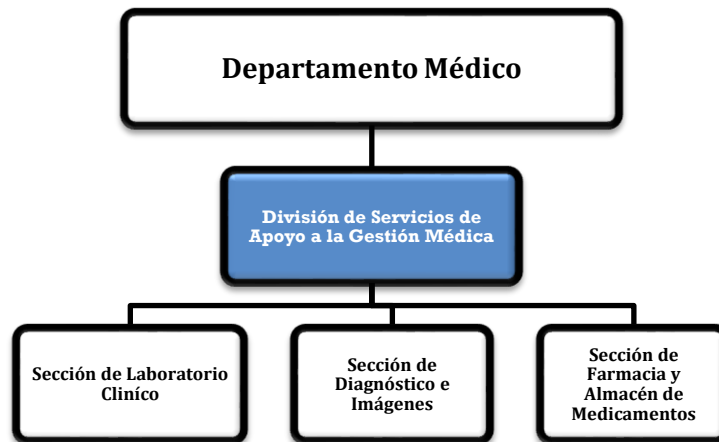 Departamento Médico
División de Servicios de
Apoyo a la Gestión Médica
Sección de Laboratorio
Cliníco
Sección de
Diagnóstico e
Imágenes
Sección de
Farmacia y
Almacén de
Medicamentos